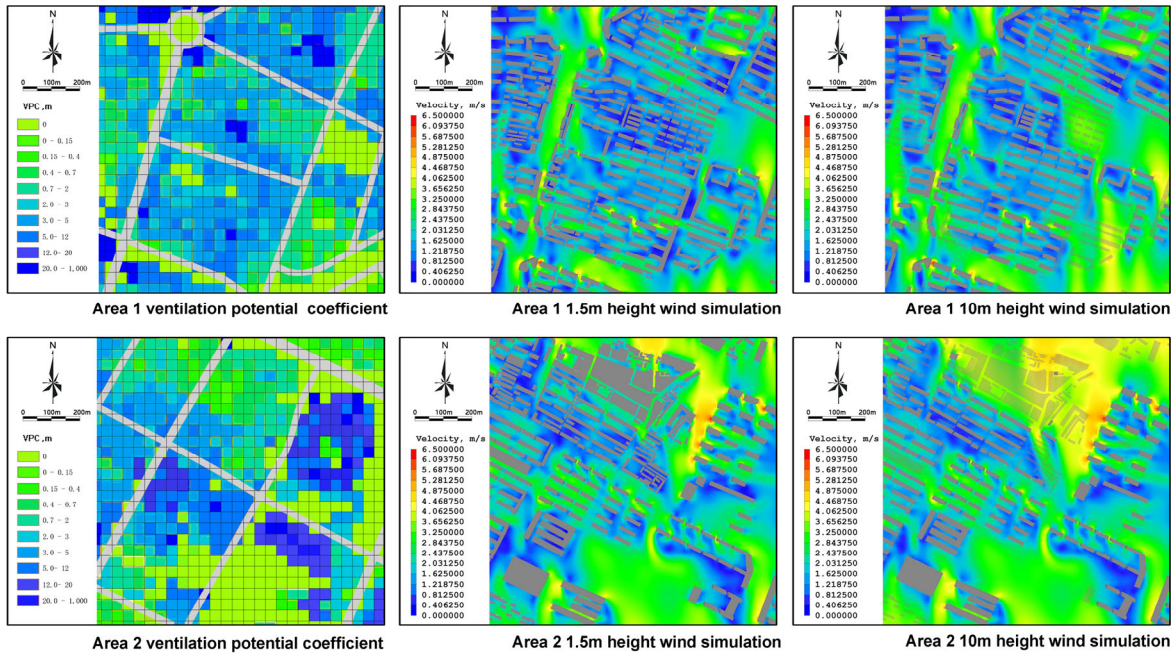 N
0 100m 200m
VPC,m
0
0 - 0.15
0.15 - 0.4
0.4 - 0.7
0.7 - 2
2.0 - 3
3.0 - 5
5.0- 12
12.0- 20
20.0 - 1,000
Area 1 ventilation potential coefficient
N
0 100m 200m
Velocity, m/s
6.500000
6.093750
5.687500
5.281250
4.875000
4.468750
4.062500
3.656250
3.250000
2.843750
2.437500
2.031250
1.625000
1.218750
0.812500
0.406250
0.000000
Area 1 1.5m height wind simulation
N
0 100m 200m
Velocity, m/s
6.500000
6.093750
5.687500
5.281250
4.875000
4.468750
4.062500
3.656250
3.250000
2.843750
2.437500
2.031250
1.625000
1.218750
0.812500
0.406250
0.000000
Area 1 10m height wind simulation
N
0 100m 200m
VPC,m
0
0 - 0.15
0.15 - 0.4
0.4 - 0.7
0.7 - 2
2.0 - 3
3.0 - 5
5.0- 12
12.0- 20
20.0 - 1,000
Area 2 ventilation potential coefficient
N
0 100m 200m
Velocity, m/s
6.500000
6.093750
5.687500
5.281250
4.875000
4.468750
4.062500
3.656250
3.250000
2.843750
2.437500
2.031250
1.625000
1.218750
0.812500
0.406250
0.000000
Area 2 1.5m height wind simulation
N
0 100m 200m
Velocity, m/s
6.500000
6.093750
5.687500
5.281250
4.875000
4.468750
4.062500
3.656250
3.250000
2.843750
2.437500
2.031250
1.625000
1.218750
0.812500
0.406250
0.000000
Area 2 10m height wind simulation